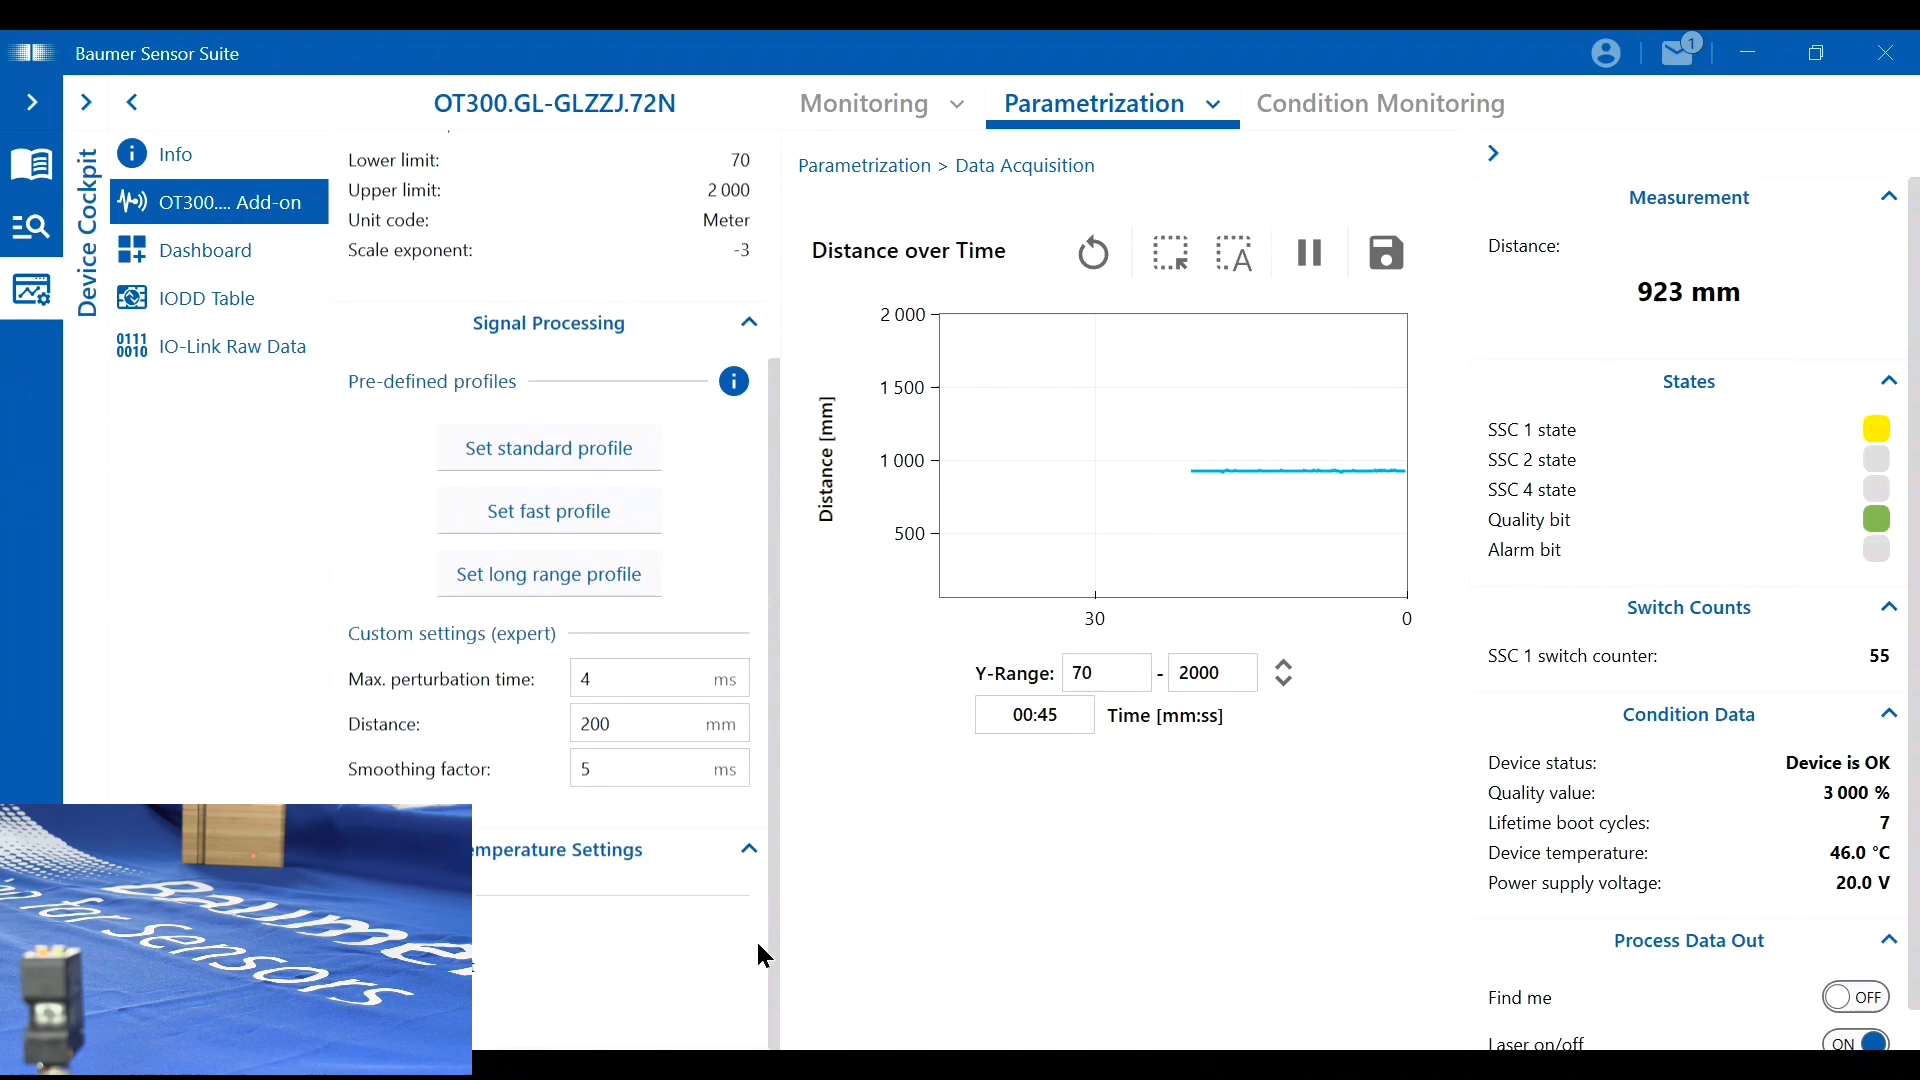 Baumer Sensor Suite
1
OT300.GL-GLZZJ.72N
Monitoring
Parametrization
Condition Monitoring
Device Cockpit
Info
OT300.... Add-on
Dashboard
IODD Table
0111
0010
IO-Link Raw Data
Lower limit: 70
Upper limit: 2 000
Unit code: Meter
Scale exponent: -3
Signal Processing
Pre-defined profiles
Set standard profile
Set fast profile
Set long range profile
Custom settings (expert)
Max. perturbation time: 4 ms
Distance: 200 mm
Smoothing factor: 5 ms
emperature Settings
Parametrization > Data Acquisition
Distance over Time
A
Distance [mm]
2 000
1 500
1 000
500
30 0
Y-Range: 70 - 2000
00:45 Time [mm:ss]
Measurement
Distance:
923 mm
States
SSC 1 state
SSC 2 state
SSC 4 state
Quality bit
Alarm bit
Switch Counts
SSC 1 switch counter: 55
Condition Data
Device status: Device is OK
Quality value: 3 000 %
Lifetime boot cycles: 7
Device temperature: 46.0 °C
Power supply voltage: 20.0 V
Process Data Out
Find me OFF
Laser on/off ON
Baumer
for sensors